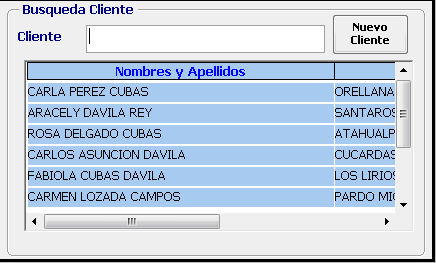 Busqueda Cliente
Cliente
Nuevo
Cliente
Nombres y Apellidos
CARLA PEREZ CUBAS ORELLANA
ARACELY DAVILA REY SANTAROS
ROSA DELGADO CUBAS ATAHUALP
CARLOS ASUNCION DAVILA CUCARDAS
FABIOLA CUBAS DAVILA LOS LIRIOS
CARMEN LOZADA CAMPOS PARDO MIG